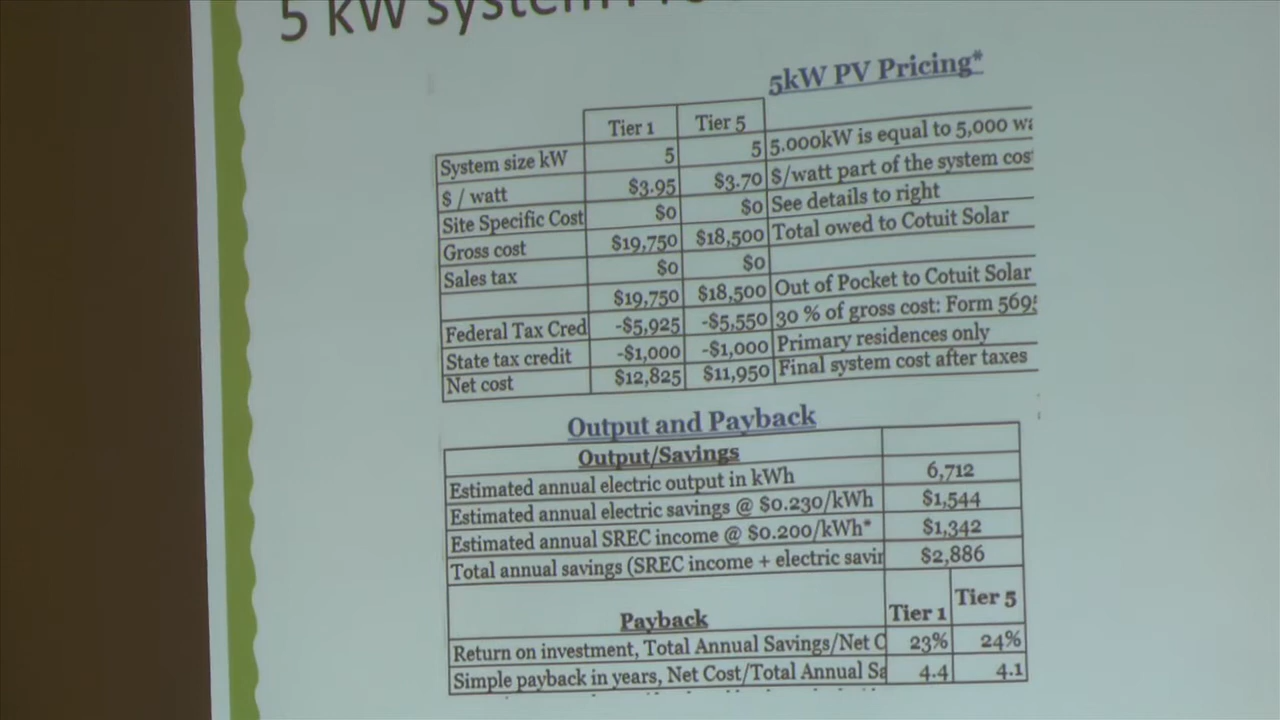 5 kW system
5kW PV Pricing*
Tier 1 Tier 5
System size kW 5 5 5.000kW is equal to 5,000
$ / watt $3.95 $3.70 $/watt part of the system cos
Site Specific Cost $0 $0 See details to right
Gross cost $19,750 $18,500 Total owed to Cotuit Solar
Sales tax $0 $0
$19,750 $18,500 Out of Pocket to Cotuit Solar
Federal Tax Cred -$5,925 -$5,550 30 % of gross cost: Form 569
State tax credit -$1,000 -$1,000 Primary residences only
Net cost $12,825 $11,950 Final system cost after taxes
Output and Payback
Output/Savings
Estimated annual electric output in kWh 6,712
Estimated annual electric savings @ $0.230/kWh $1,544
Estimated annual SREC income @ $0.200/kWh* $1,342
Total annual savings (SREC income + electric savin $2,886
Payback Tier 1 Tier 5
Return on investment, Total Annual Savings/Net C 23% 24%
Simple payback in years, Net Cost/Total Annual Sa 4.4 4.1